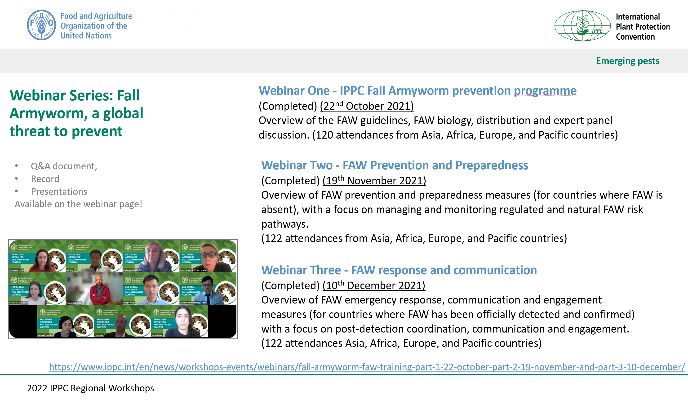 Food and Agriculture
Organization of the
United Nations
International
Plant Protection
Convention
Emerging pests
Webinar Series: Fall
Armyworm, a global
threat to prevent
• Q&A document,
• Record
• Presentations
Available on the webinar page!
Webinar One - IPPC Fall Armyworm prevention programme
(Completed) (22nd October 2021)
Overview of the FAW guidelines, FAW biology, distribution and expert panel
discussion. (120 attendances from Asia, Africa, Europe, and Pacific countries)
Webinar Two - FAW Prevention and Preparedness
(Completed) (19th November 2021)
Overview of FAW prevention and preparedness measures (for countries where FAW is
absent), with a focus on managing and monitoring regulated and natural FAW risk
pathways.
(122 attendances from Asia, Africa, Europe, and Pacific countries)
Webinar Three - FAW response and communication
(Completed) (10th December 2021)
Overview of FAW emergency response, communication and engagement
measures (for countries where FAW has been officially detected and confirmed)
with a focus on post-detection coordination, communication and engagement.
(122 attendances Asia, Africa, Europe, and Pacific countries)
https://www.ippc.int/en/news/workshops-events/webinars/fall-armyworm-faw-training-part-1-22-october-part-2-19-november-and-part-3-10-december/
2022 IPPC Regional Workshops